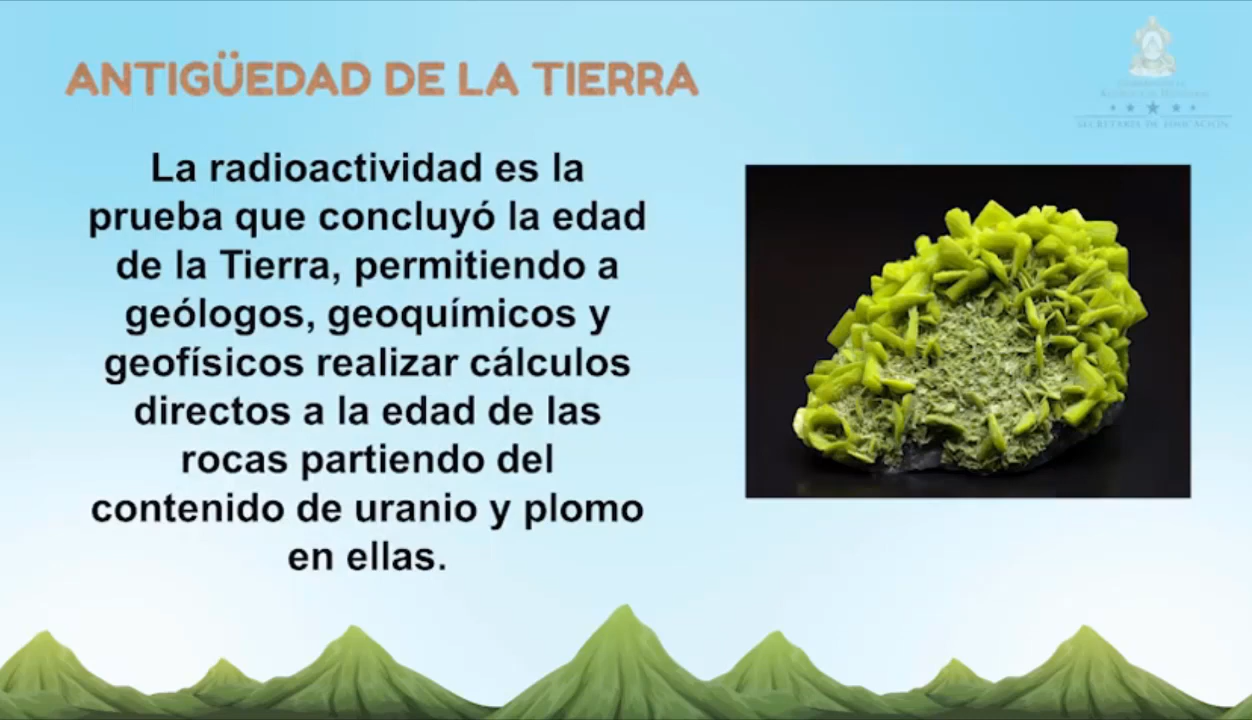 ANTIGÜEDAD DE LA TIERRA
La radioactividad es la
prueba que concluyó la edad
de la Tierra, permitiendo a
geólogos, geoquímicos y
geofísicos realizar cálculos
directos a la edad de las
rocas partiendo del
contenido de uranio y plomo
en ellas.
SECRETARÍA DE EDUCACIÓN